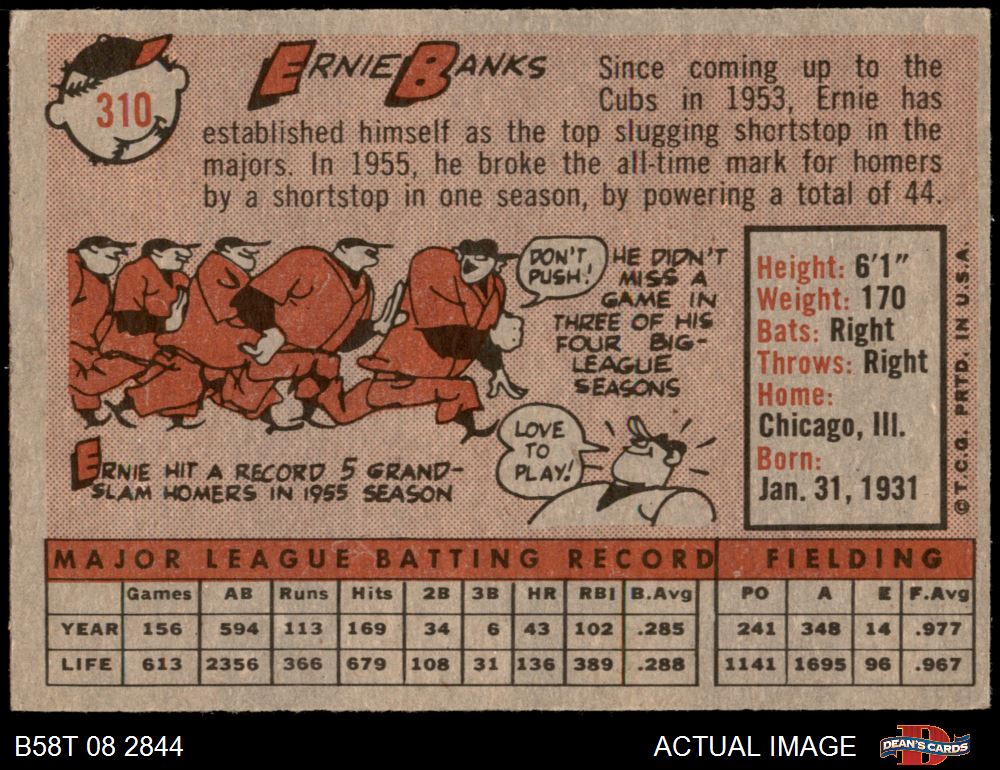 310
ERNIE BANKS
Since coming up to the
Cubs in 1953, Ernie has
established himself as the top slugging shortstop in the
majors. In 1955, he broke the all-time mark for homers
by a shortstop in one season, by powering a total of 44.
DON'T
PUSH!
HE DIDN'T
MISS A
GAME IN
THREE OF HIS
FOUR BIG-
LEAGUE
SEASONS
LOVE
TO
PLAY!
ERNIE HIT A RECORD 5 GRAND-
SLAM HOMERS IN 1955 SEASON
Height: 6'1"
Weight: 170
Bats: Right
Throws: Right
Home:
Chicago, Ill.
Born:
Jan. 31, 1931
© T.C.G. PRTD. IN U.S.A.
MAJOR LEAGUE BATTING RECORD FIELDING
Games AB Runs Hits 2B 3B HR RBI B.Avg PO A E F.Avg
YEAR 156 594 113 169 34 6 43 102 .285 241 348 14 .977
LIFE 613 2356 366 679 108 31 136 389 .288 1141 1695 96 .967
B58T 08 2844 ACTUAL IMAGE D DEAN'S CARDS